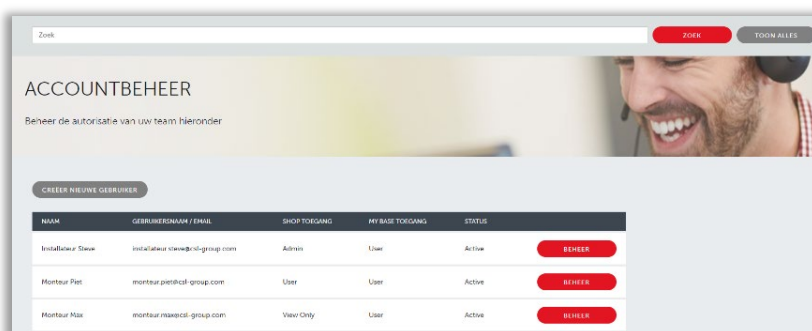 Zoek ZOEK TOON ALLES
ACCOUNTBEHEER
Beheer de autorisatie van uw team hieronder
CREËER NIEUWE GEBRUIKER
NAAM GEBRUIKERSNAAM / EMAIL SHOP TOEGANG MY BASE TOEGANG STATUS
Installateur Steve installateur.steve@csl-group.com Admin User Active BEHEER
Monteur Piet monteur.piet@csl-group.com User User Active BEHEER
Monteur Max monteur.max@csl-group.com View Only User Active BEHEER